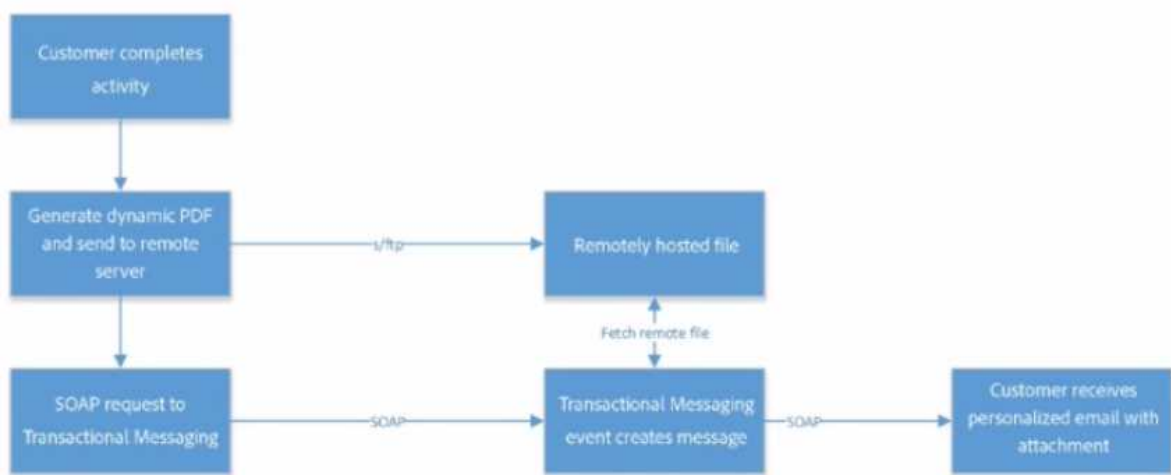 Customer completes
activity
Generate dynamic PDF
and send to remote
server
s/ftp
Remotely hosted file
Fetch remote file
SOAP request to
Transactional Messaging
SOAP
Transactional Messaging
event creates message
SOAP
Customer receives
personalized email with
attachment